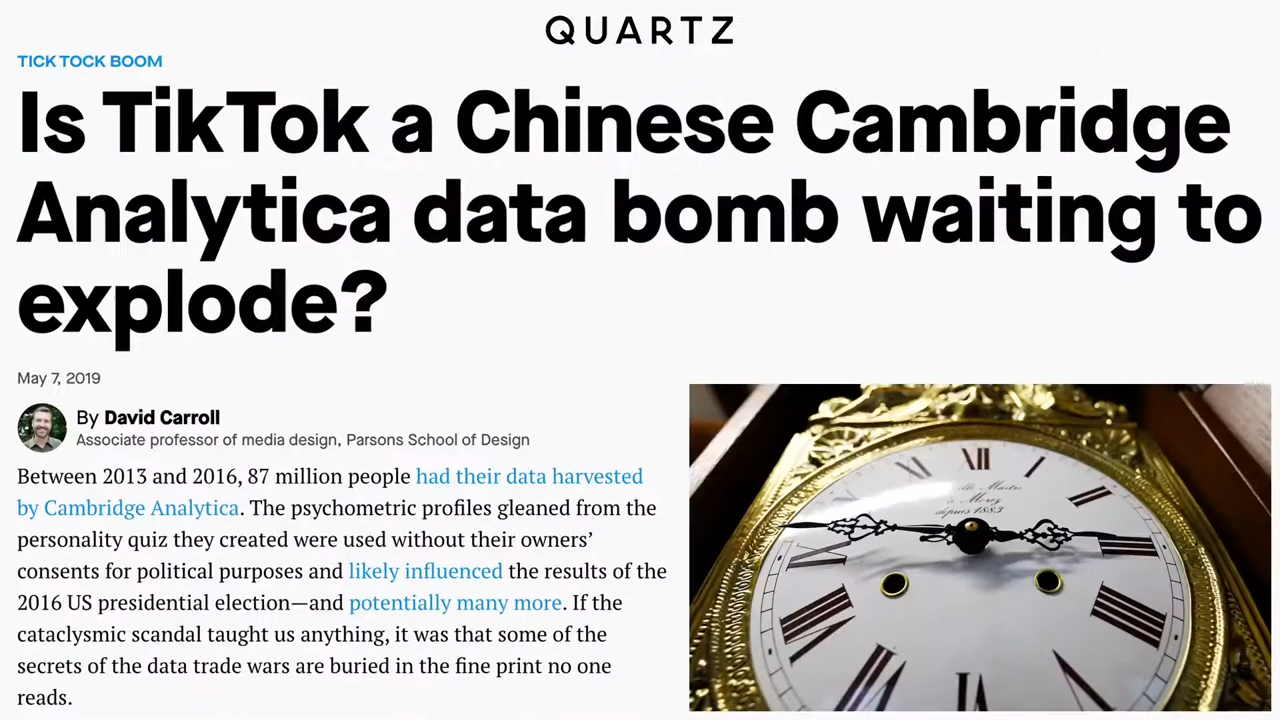 QUARTZ
TICK TOCK BOOM
Is TikTok a Chinese Cambridge
Analytica data bomb waiting to
explode?
May 7, 2019
By David Carroll
Associate professor of media design, Parsons School of Design
Between 2013 and 2016, 87 million people had their data harvested
by Cambridge Analytica. The psychometric profiles gleaned from the
personality quiz they created were used without their owners’
consents for political purposes and likely influenced the results of the
2016 US presidential election—and potentially many more. If the
cataclysmic scandal taught us anything, it was that some of the
secrets of the data trade wars are buried in the fine print no one
reads.
XII
I
II
III
IIII
depuis 1883